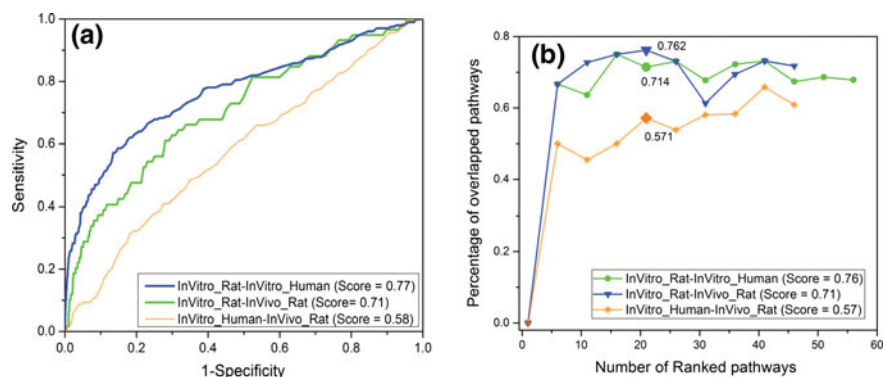 (a)
1.0
0.8
0.6
0.4
0.2
0.0
Sensitivity
InVitro_Rat-InVitro_Human (Score = 0.77)
InVitro_Rat-InVivo_Rat (Score= 0.71)
InVitro_Human-InVivo_Rat (Score = 0.58)
0.0 0.2 0.4 0.6 0.8 1.0
1-Specificity
(b)
0.8
0.6
0.4
0.2
0.0
Percentage of overlapped pathways
0.762
0.714
0.571
InVitro_Rat-InVitro_Human (Score = 0.76)
InVitro_Rat-InVivo_Rat (Score = 0.71)
InVitro_Human-InVivo_Rat (Score = 0.57)
0 10 20 30 40 50 60
Number of Ranked pathways